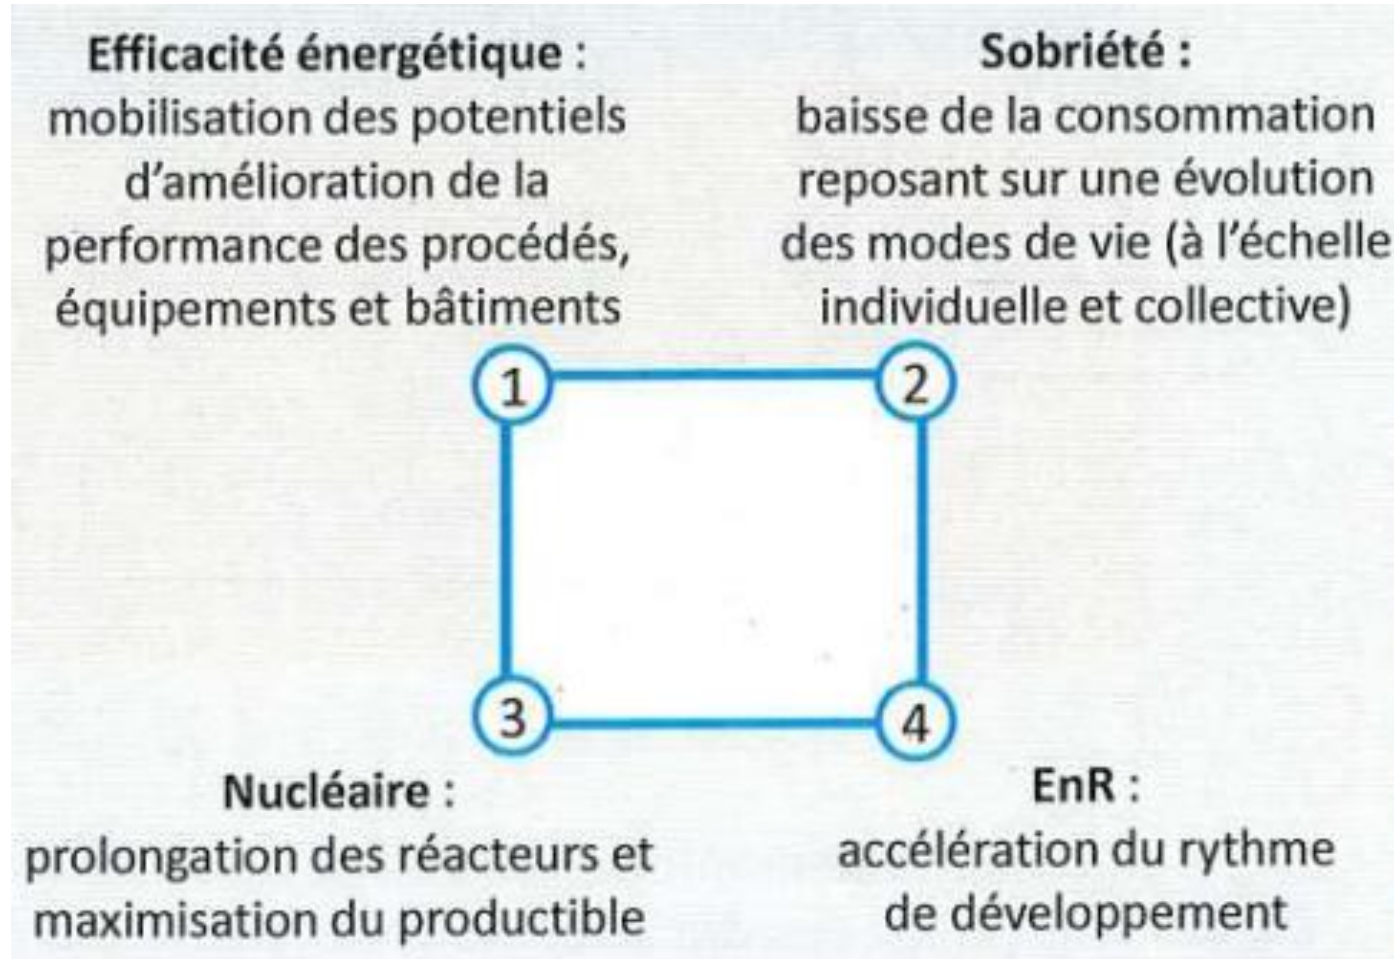 Efficacité énergétique :
mobilisation des potentiels
d'amélioration de la
performance des procédés,
équipements et bâtiments
Sobriété :
baisse de la consommation
reposant sur une évolution
des modes de vie (à l'échelle
individuelle et collective)
1
2
3
4
Nucléaire :
prolongation des réacteurs et
maximisation du productible
EnR :
accélération du rythme
de développement